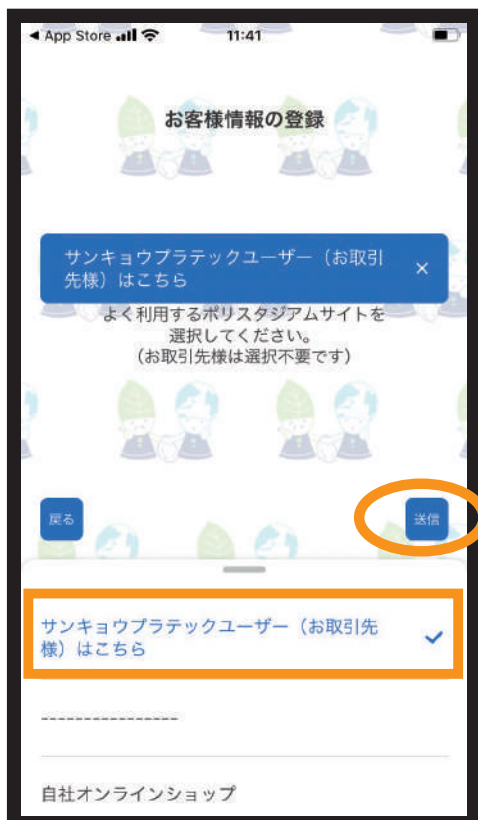 ◀ App Store 11:41
お客様情報の登録
サンキョウプラテックユーザー（お取引
先様）はこちら ×
よく利用するポリスタジアムサイトを
選択してください。
（お取引先様は選択不要です）
戻る 送信
サンキョウプラテックユーザー（お取引先
様）はこちら
----------------
自社オンラインショップ